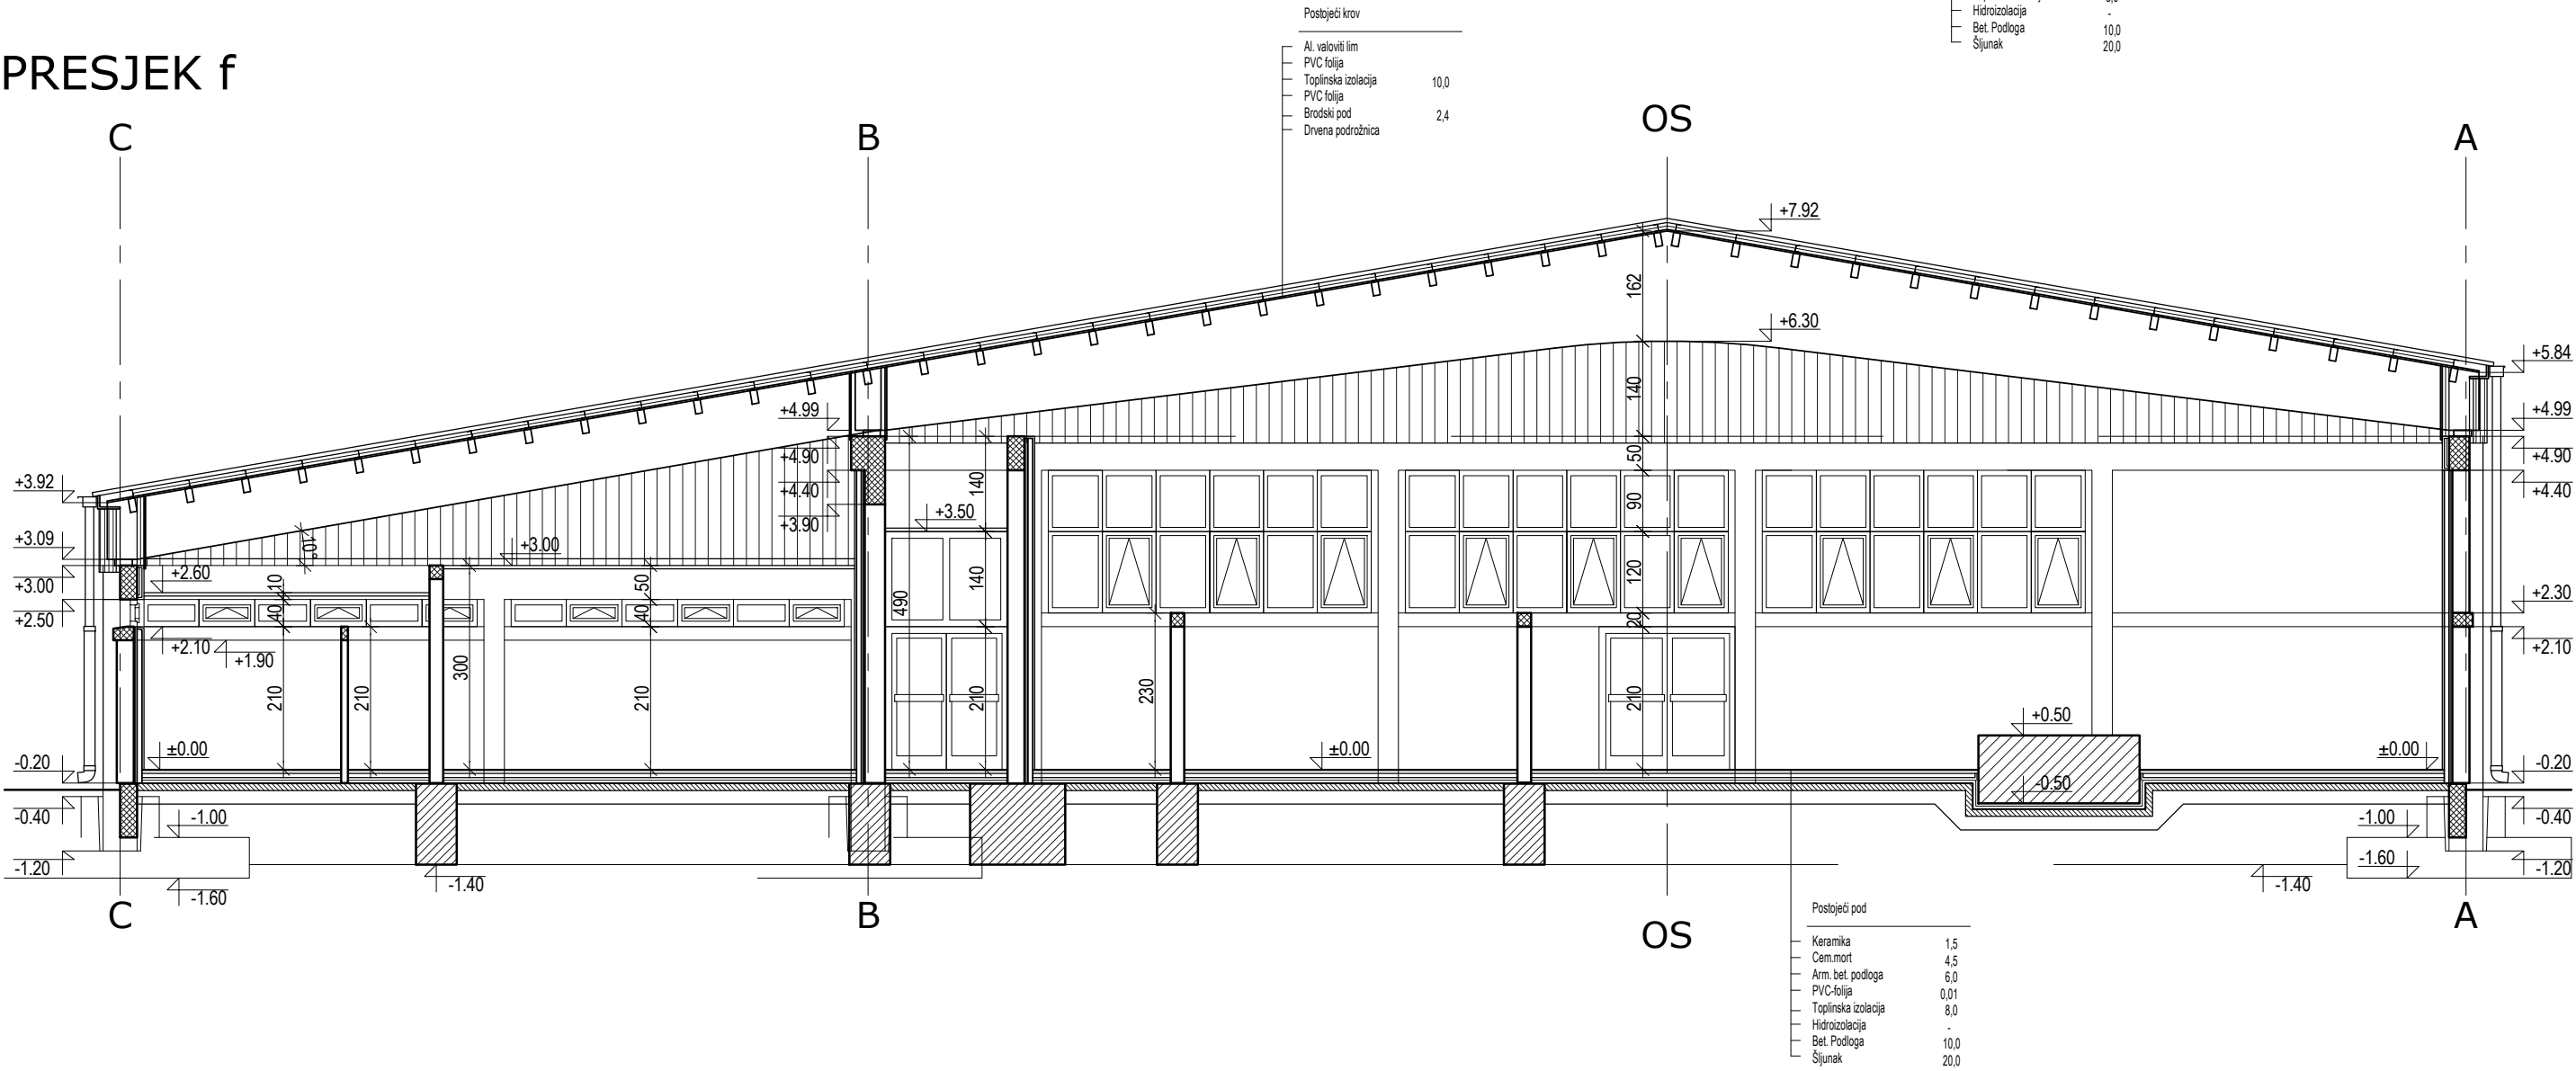 Postojeći krov
Al. valoviti lim
PVC folija
Toplinska izolacija 10,0
PVC folija
Brodski pod 2,4
Drvena podrožnica
Hidroizolacija -
Bet. Podloga 10,0
Šljunak 20,0
PRESJEK f
C B OS A
+7.92
162
+6.30
+5.84
+4.99 140 +4.99
+4.90 50 +4.90
+4.40 140 90 +4.40
+3.92
+3.90 +3.50
+3.09 10° +3.00
+3.00 +2.60 10 50 140 120
+2.50 40 40 490 20 +2.30
+2.10 +1.90 +2.10
210 210 300 210 210 230 210
+0.50
±0.00 ±0.00 ±0.00
-0.20 -0.50 -0.20
-0.40 -1.00 -1.00 -0.40
-1.20 -1.60 -1.20
-1.60 -1.40 -1.40
C B OS A
Postojeći pod
Keramika 1,5
Cem.mort 4,5
Arm. bet. podloga 6,0
PVC-folija 0,01
Toplinska izolacija 8,0
Hidroizolacija -
Bet. Podloga 10,0
Šljunak 20,0